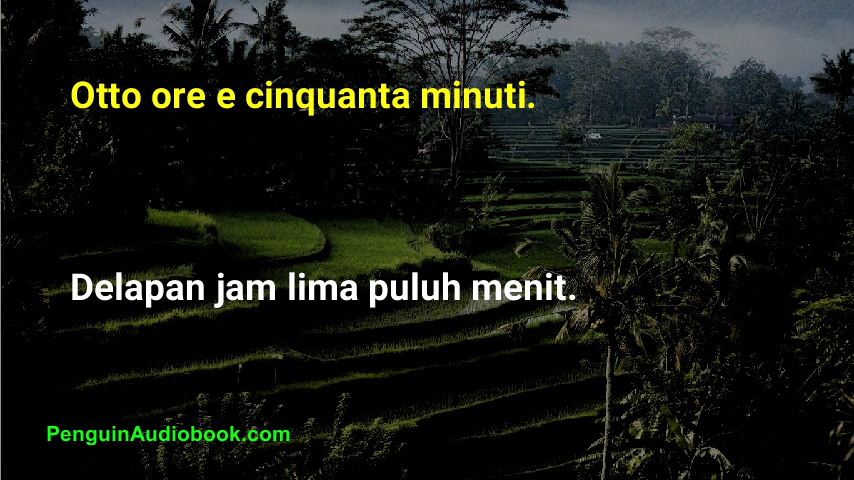 Otto ore e cinquanta minuti.
Delapan jam lima puluh menit.
PenguinAudiobook.com